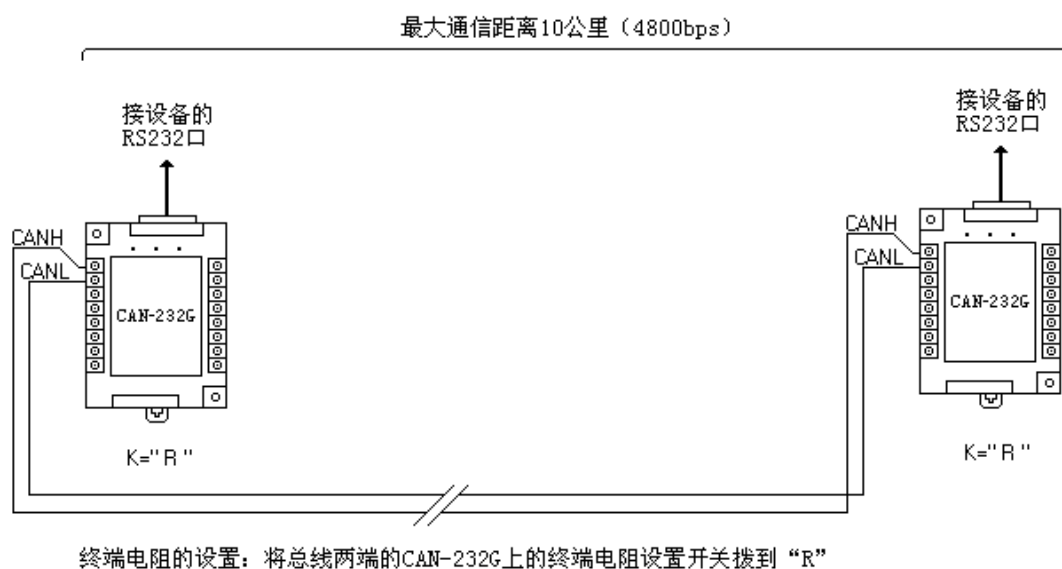 最大通信距离10公里（4800bps）
接设备的
RS232口
接设备的
RS232口
CANH
CANL
CAN-232G
CANH
CANL
CAN-232G
K="R"
K="R"
终端电阻的设置：将总线两端的CAN-232G上的终端电阻设置开关拨到“R”